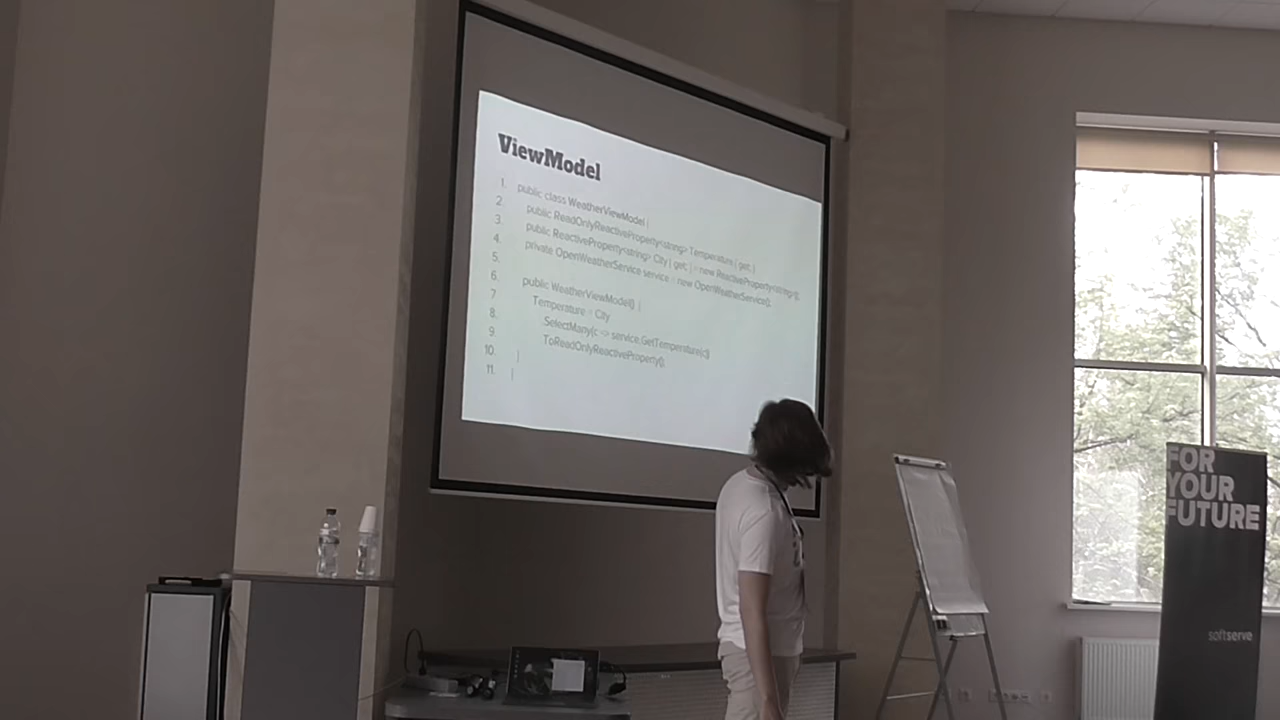 ViewModel
1. public class WeatherViewModel {
2. public ReadOnlyReactiveProperty<string> Temperature { get; }
3. public ReactiveProperty<string> City { get; } = new ReactiveProperty<string>();
4. private OpenWeatherService service = new OpenWeatherService();
5.
6. public WeatherViewModel() {
7. Temperature = City
8. .SelectMany(c => service.GetTemperature(c))
9. .ToReadOnlyReactiveProperty();
10. }
11. }
FOR
YOUR
FUTURE
softserve